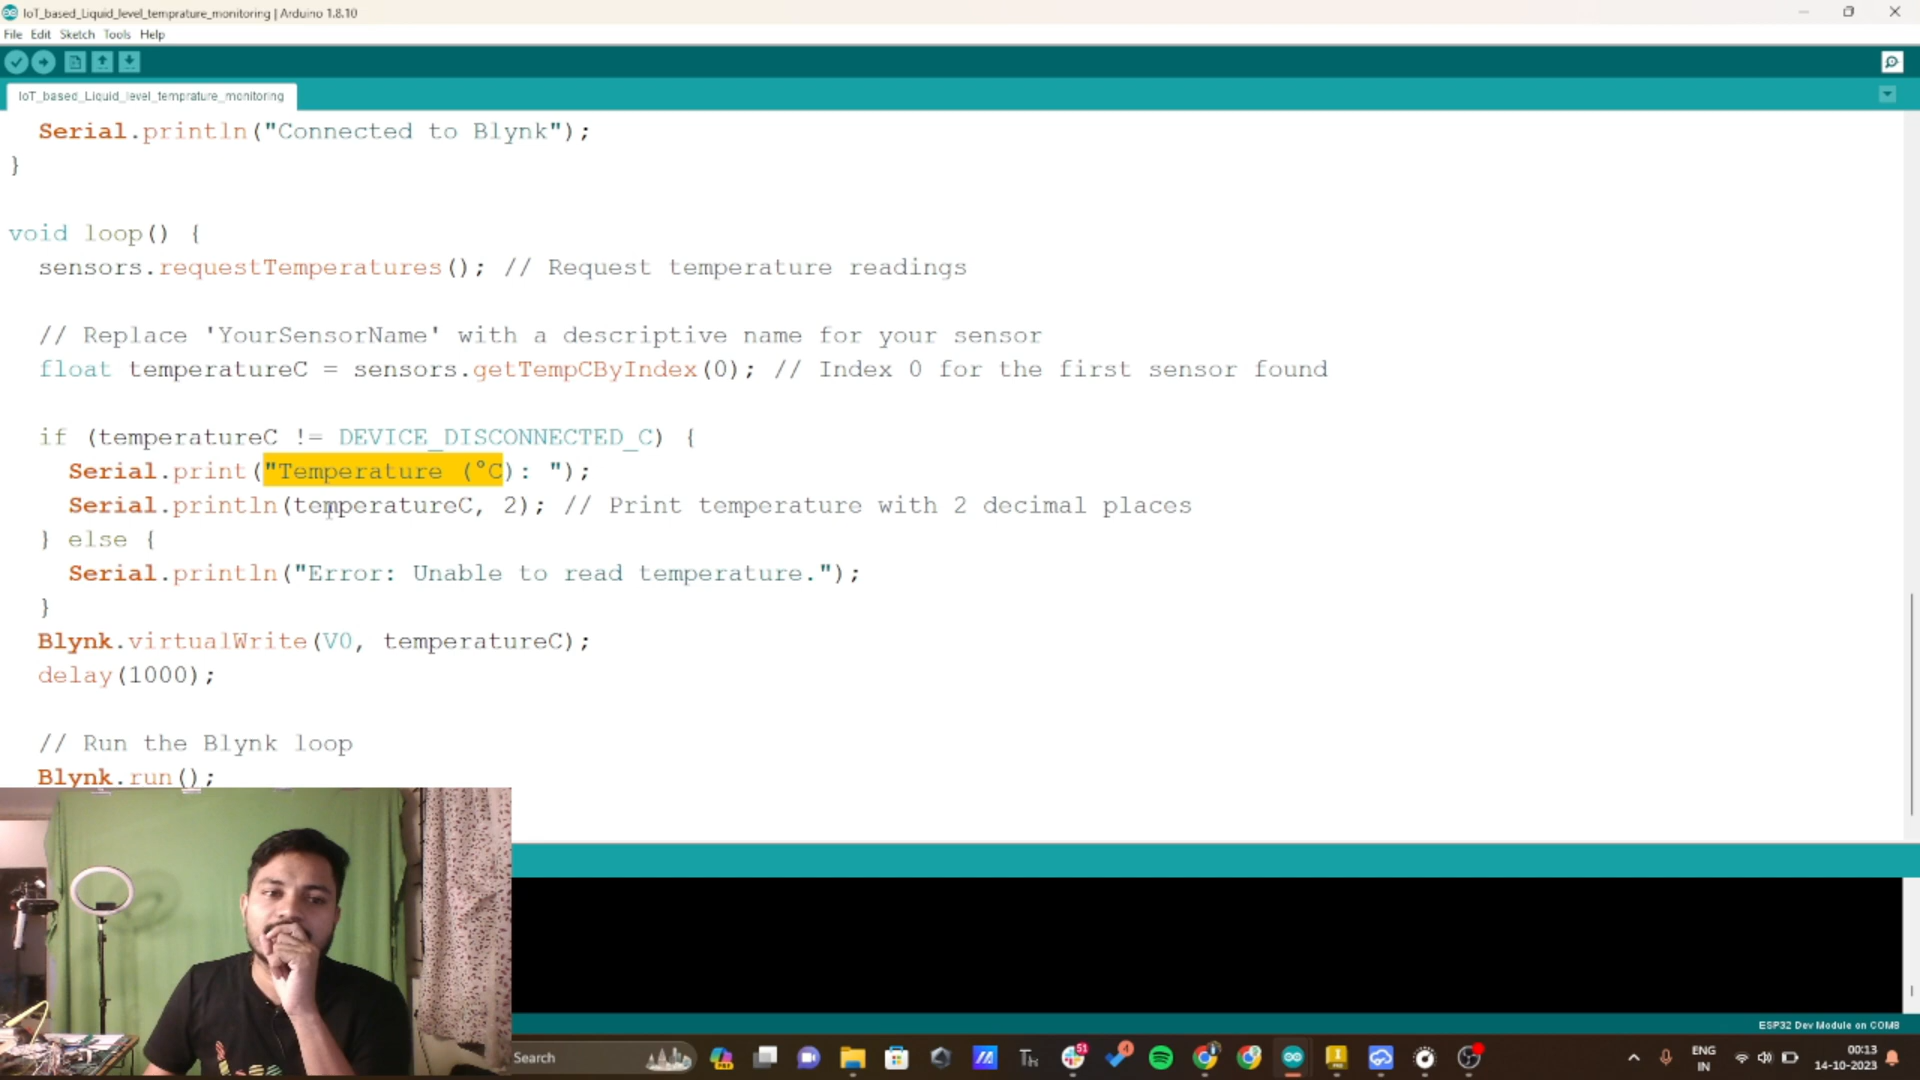 IoT_based_Liquid_level_temprature_monitoring | Arduino 1.8.10
File Edit Sketch Tools Help
IoT_based_Liquid_level_temprature_monitoring
Serial.println("Connected to Blynk");
}
void loop() {
sensors.requestTemperatures(); // Request temperature readings
// Replace 'YourSensorName' with a descriptive name for your sensor
float temperatureC = sensors.getTempCByIndex(0); // Index 0 for the first sensor found
if (temperatureC != DEVICE_DISCONNECTED_C) {
Serial.print("Temperature (°C): ");
Serial.println(temperatureC, 2); // Print temperature with 2 decimal places
} else {
Serial.println("Error: Unable to read temperature.");
}
Blynk.virtualWrite(V0, temperatureC);
delay(1000);
// Run the Blynk loop
Blynk.run();
ESP32 Dev Module on COM8
Search
51
4
ENG
IN
00:13
14-10-2023